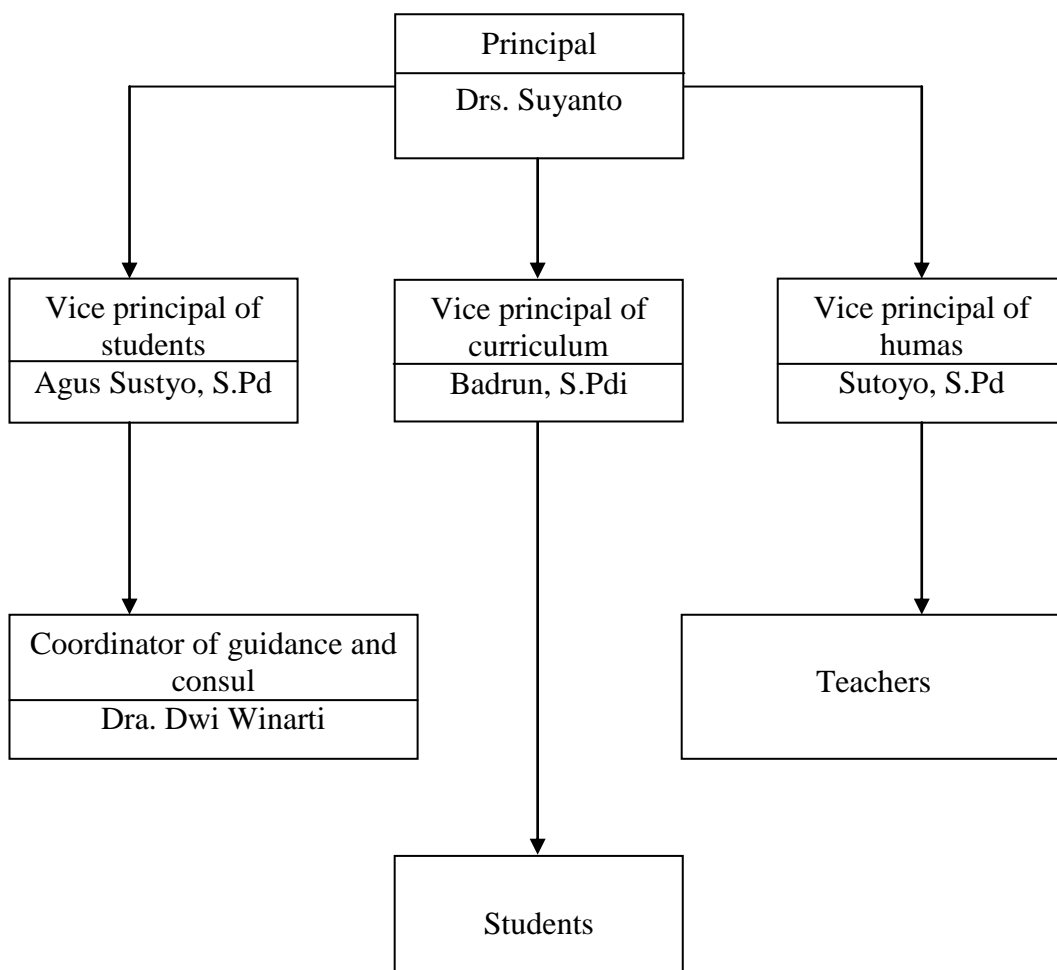 Principal
Drs. Suyanto
Vice principal of
students
Agus Sustyo, S.Pd
Vice principal of
curriculum
Badrun, S.Pdi
Vice principal of
humas
Sutoyo, S.Pd
Coordinator of guidance and
consul
Dra. Dwi Winarti
Teachers
Students